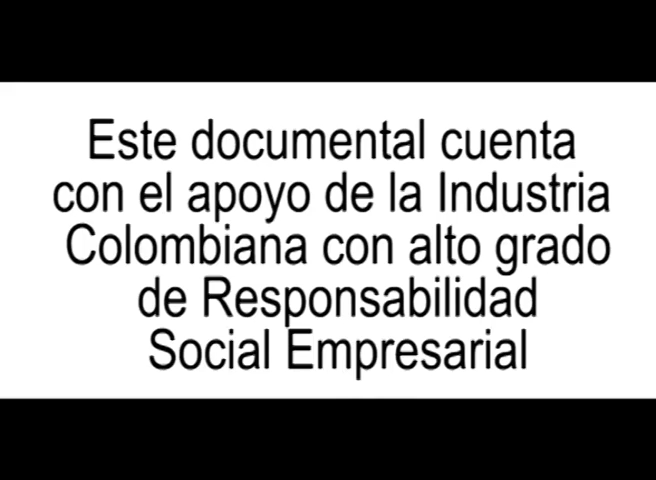 Este documental cuenta
con el apoyo de la Industria
Colombiana con alto grado
de Responsabilidad
Social Empresarial